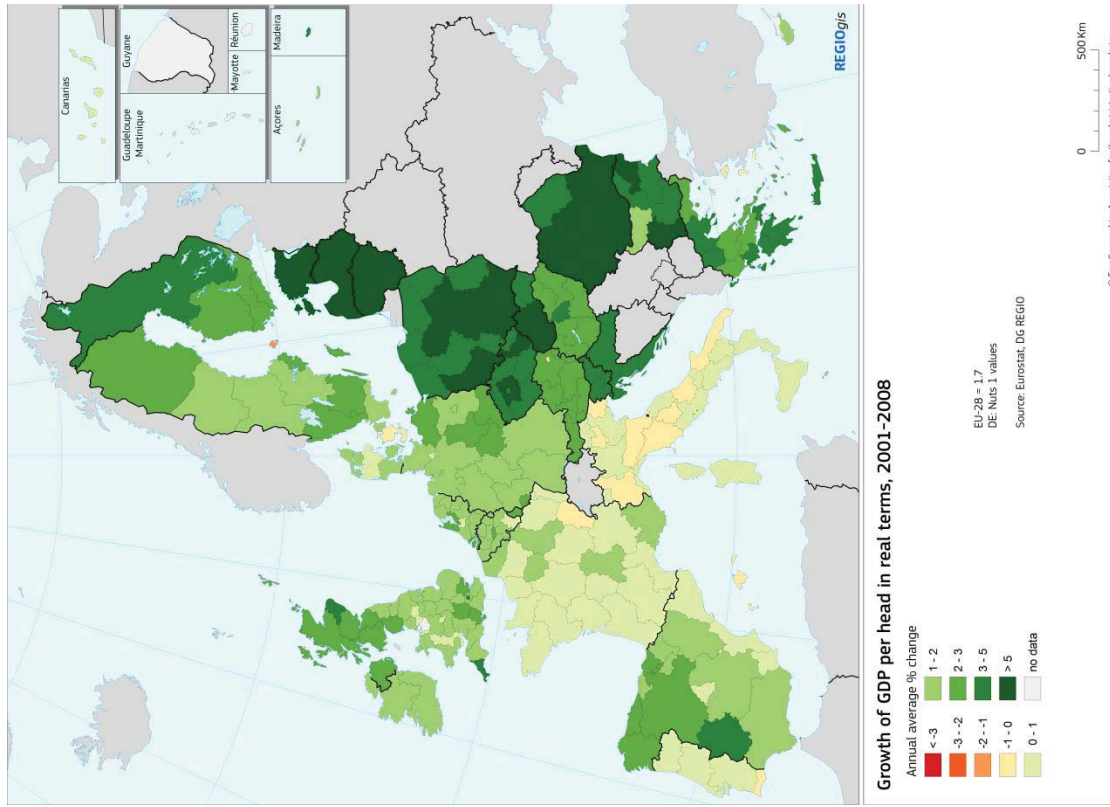 Canarias
Guadeloupe
Martinique
Guyane
Mayotte
Réunion
Açores
Madeira
REGIOgis
Growth of GDP per head in real terms, 2001-2008
Annual average % change
< -3
-3 - -2
-2 - -1
-1 - 0
0 - 1
1 - 2
2 - 3
3 - 5
> 5
no data
EU-28 = 1.7
DE: Nuts 1 values
Source: Eurostat, DG REGIO
0 500 Km